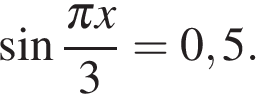 sin πx/3 = 0,5.